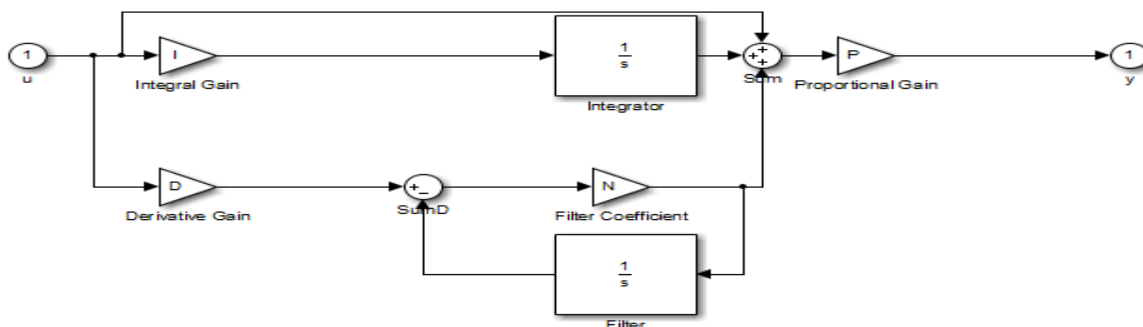 1
u
I
Integral Gain
1
s
Integrator
+
+
+
Sum
P
Proportional Gain
1
y
D
Derivative Gain
+
−
SumD
N
Filter Coefficient
1
s
Filter